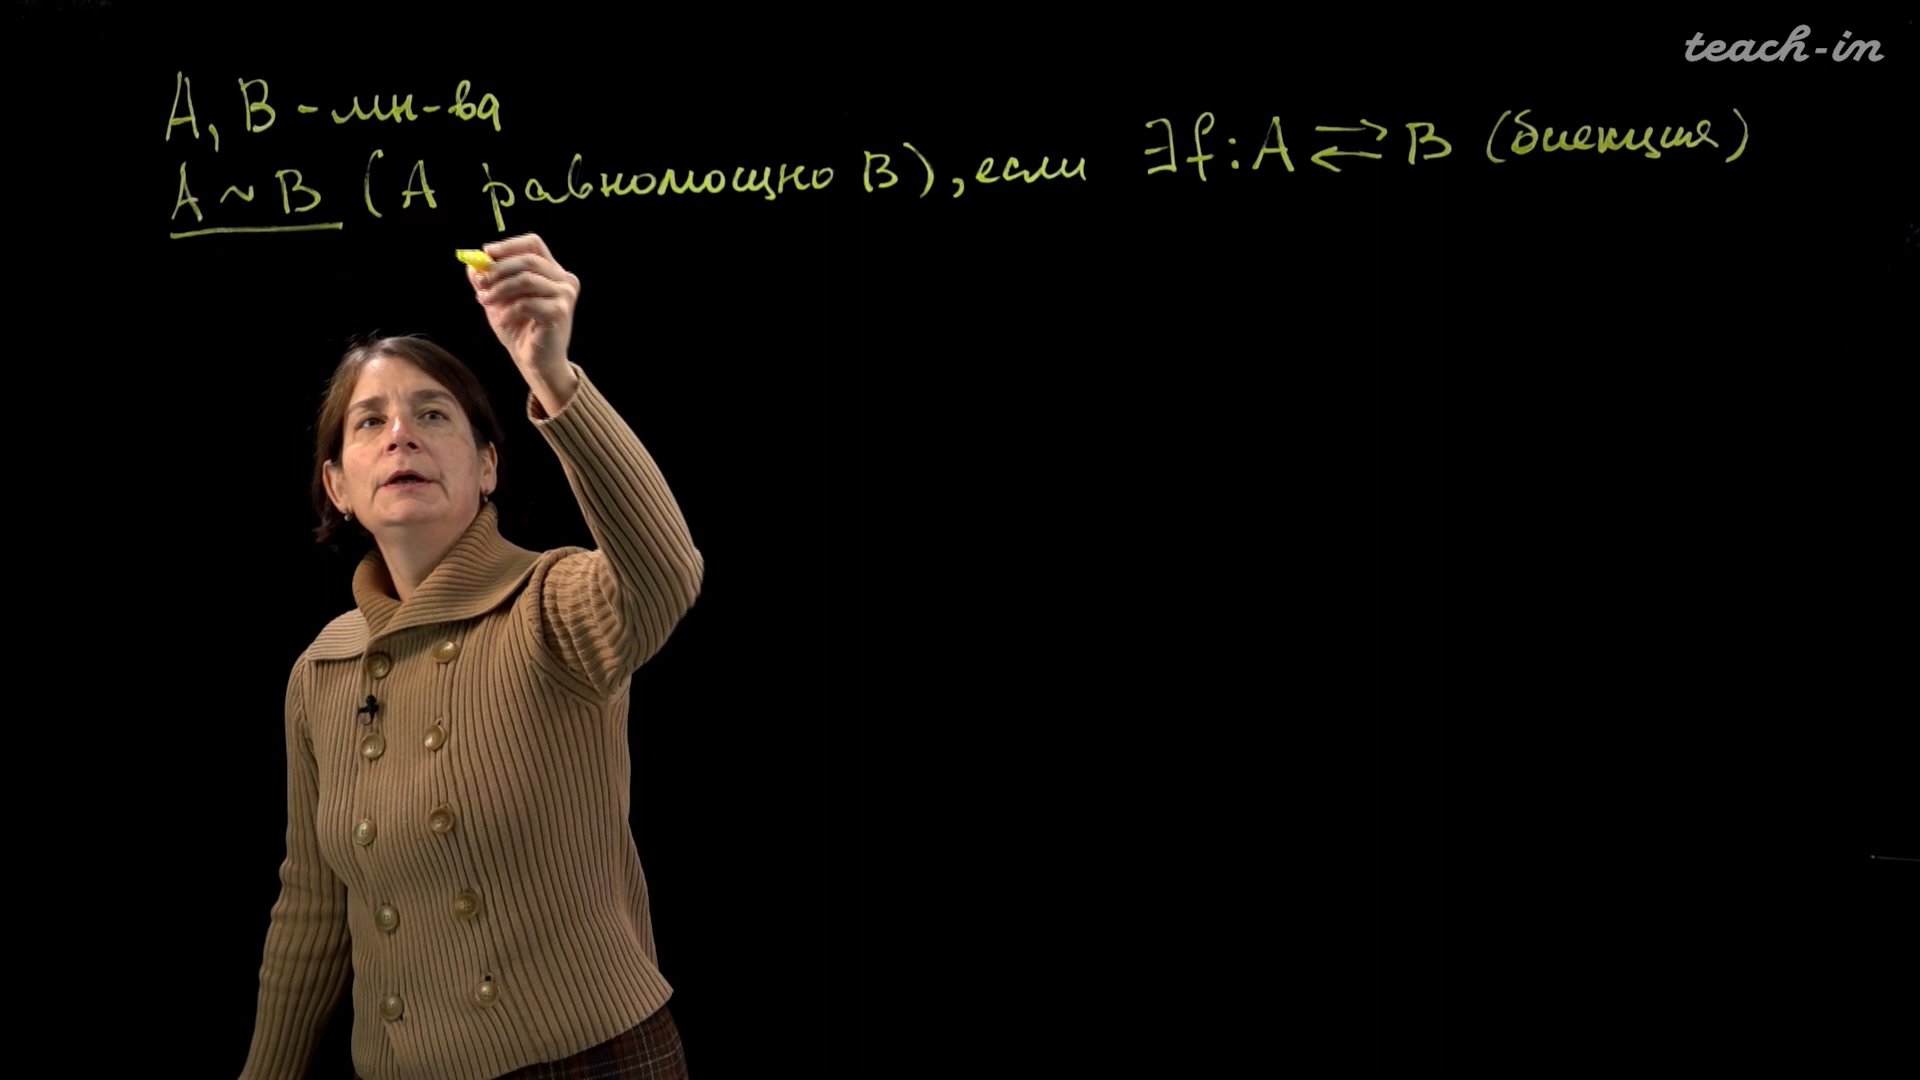 teach-in
A, B - мн-ва
A ~ B (A равномощно B), если ∃ f : A ⇄ B (биекция)